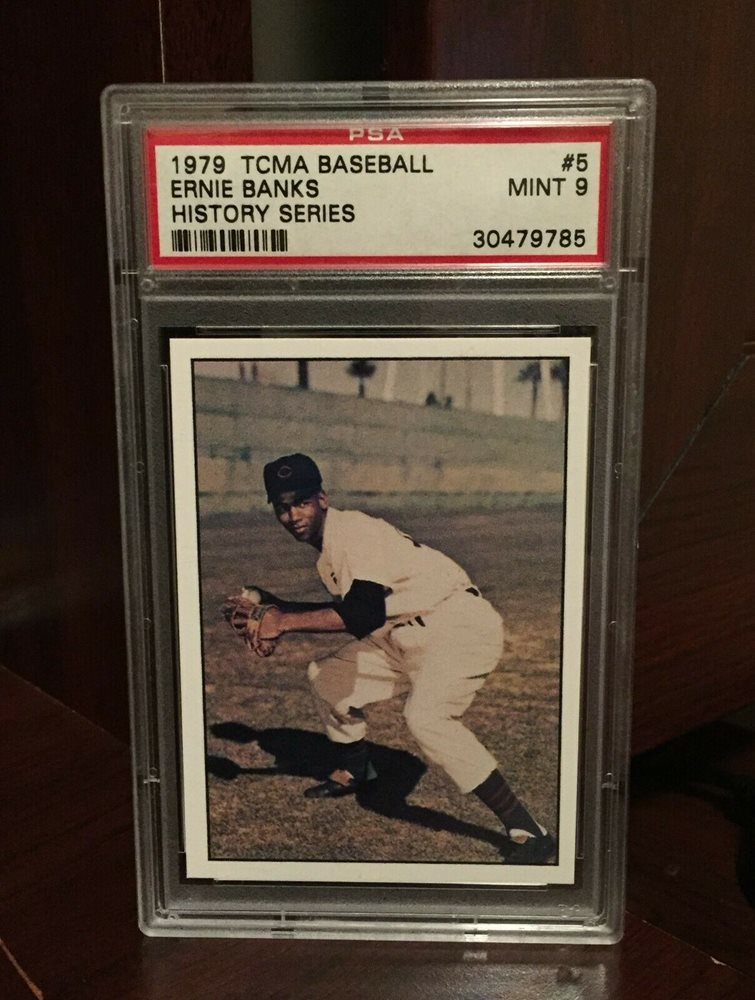 PSA
1979 TCMA BASEBALL #5
ERNIE BANKS MINT 9
HISTORY SERIES
30479785